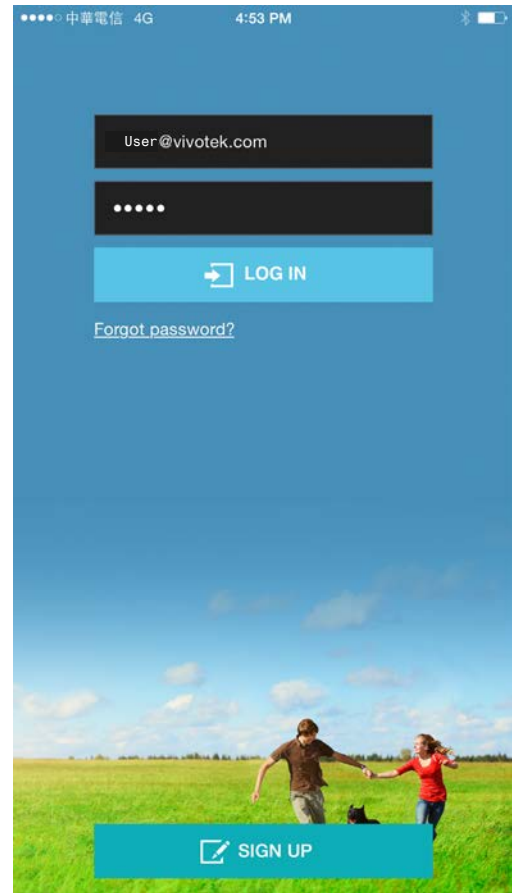 中華電信 4G 4:53 PM
User@vivotek.com
•••••
LOG IN
Forgot password?
SIGN UP